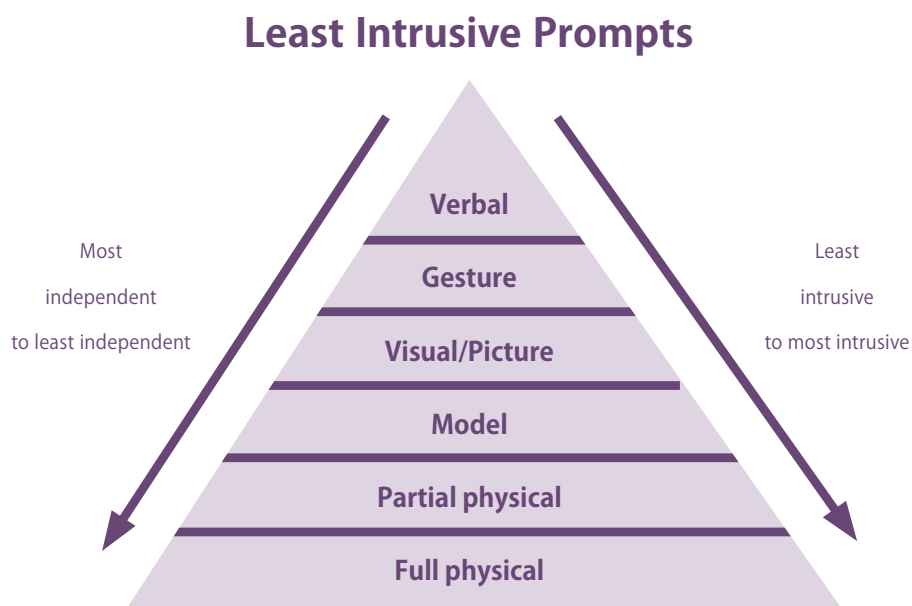 Least Intrusive Prompts
Verbal
Most
independent
to least independent
Least
intrusive
to most intrusive
Gesture
Visual/Picture
Model
Partial physical
Full physical